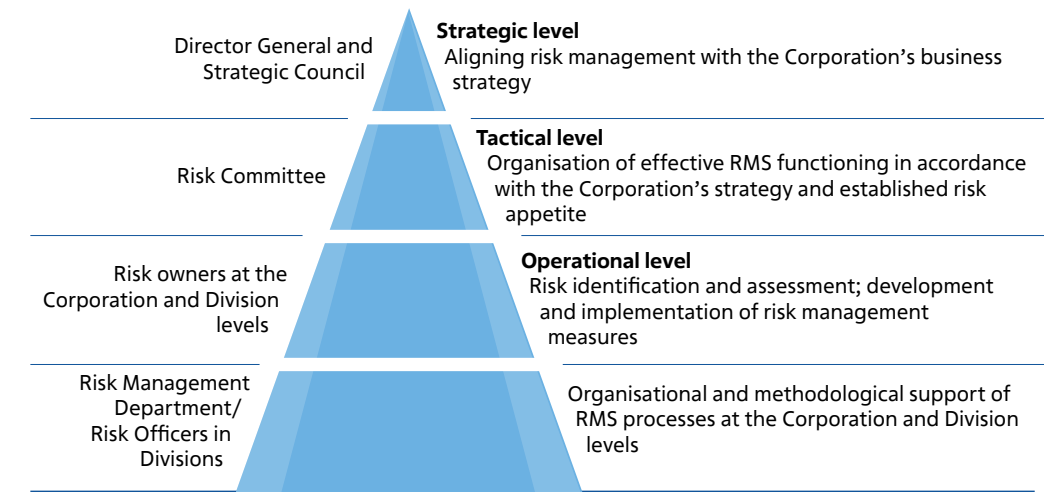 Director General and
Strategic Council
Strategic level
Aligning risk management with the Corporation's business
strategy
Risk Committee
Tactical level
Organisation of effective RMS functioning in accordance
with the Corporation's strategy and established risk
appetite
Risk owners at the
Corporation and Division
levels
Operational level
Risk identification and assessment; development
and implementation of risk management
measures
Risk Management
Department/
Risk Officers in
Divisions
Organisational and methodological support of
RMS processes at the Corporation and Division
levels